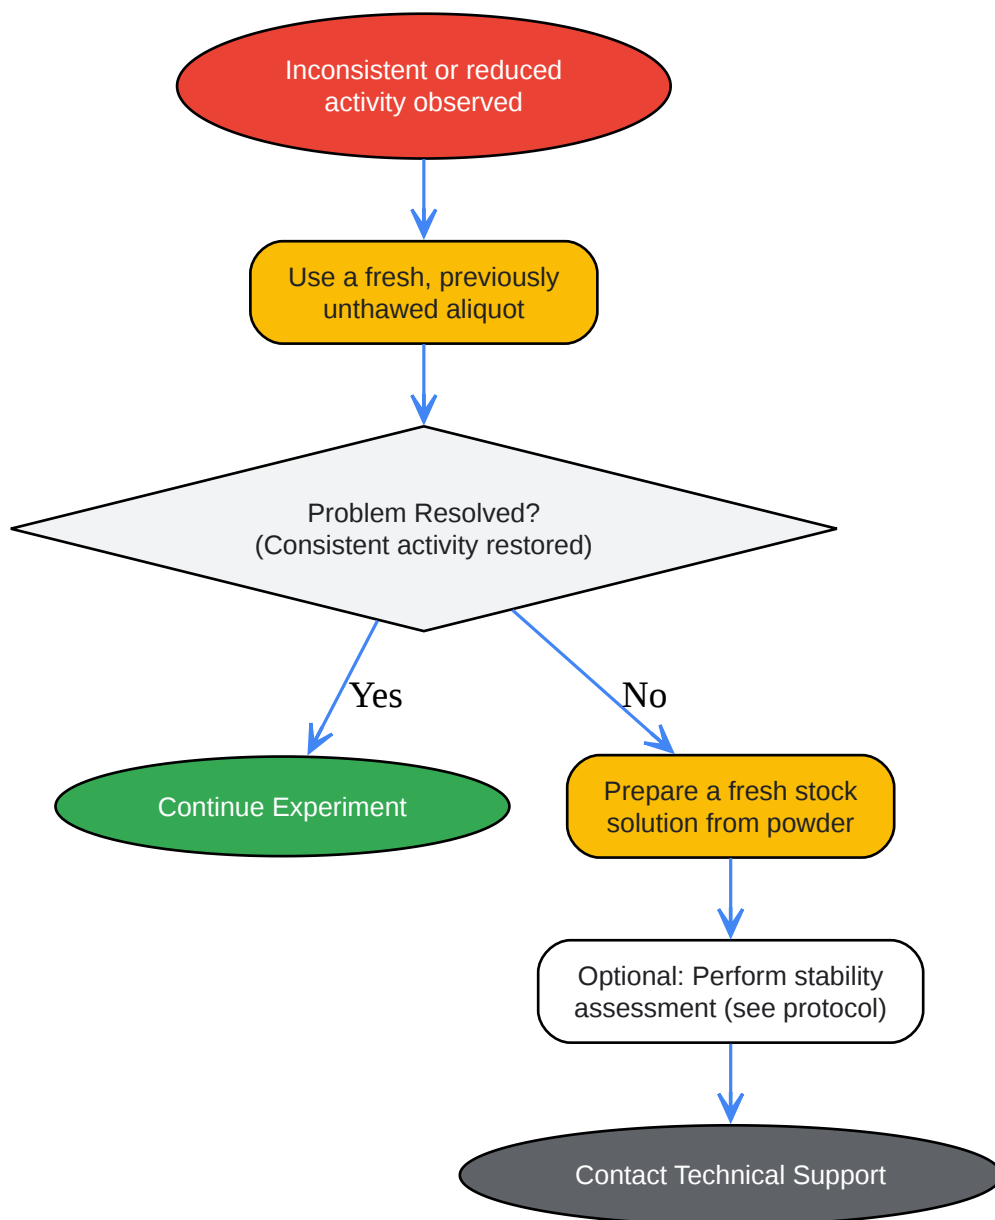 Inconsistent or reduced
activity observed
Use a fresh, previously
unthawed aliquot
Problem Resolved?
(Consistent activity restored)
Yes
No
Continue Experiment
Prepare a fresh stock
solution from powder
Optional: Perform stability
assessment (see protocol)
Contact Technical Support